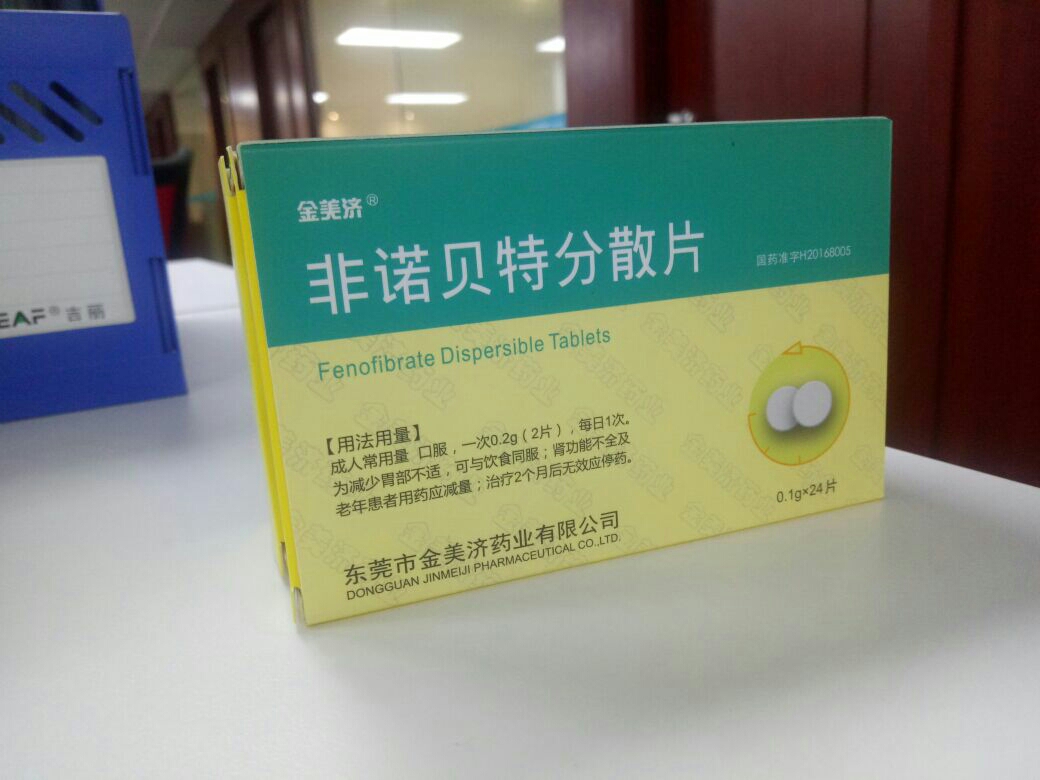 金美济®
非诺贝特分散片
国药准字H20168005
Fenofibrate Dispersible Tablets
【用法用量】
成人常用量 口服，一次0.2g（2片），每日1次。
为减少胃部不适，可与饮食同服；肾功能不全及
老年患者用药应减量；治疗2个月后无效应停药。
0.1g×24片
东莞市金美济药业有限公司
DONGGUAN JINMEIJI PHARMACEUTICAL CO.,LTD.
EAF®吉丽
金美济药业